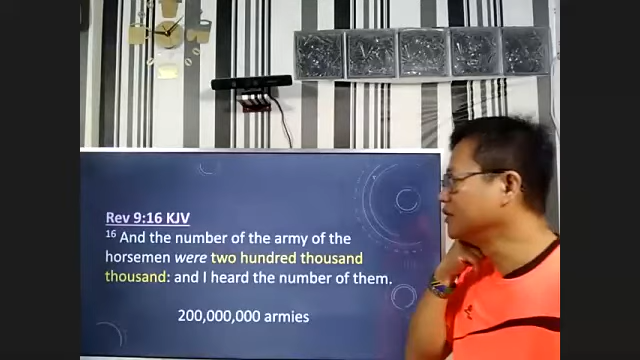 Rev 9:16 KJV
16 And the number of the army of the
horsemen were two hundred thousand
thousand: and I heard the number of them.
200,000,000 armies